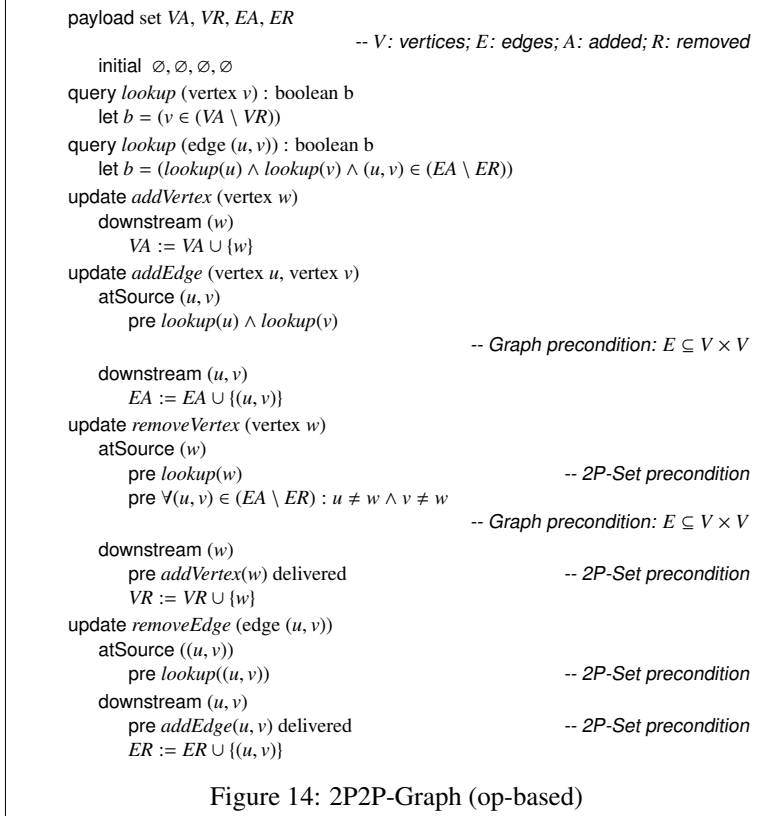 payload set VA, VR, EA, ER
-- V: vertices; E: edges; A: added; R: removed
initial ∅, ∅, ∅, ∅
query lookup (vertex v) : boolean b
let b = (v ∈ (VA \ VR))
query lookup (edge (u, v)) : boolean b
let b = (lookup(u) ∧ lookup(v) ∧ (u, v) ∈ (EA \ ER))
update addVertex (vertex w)
downstream (w)
VA := VA ∪ {w}
update addEdge (vertex u, vertex v)
atSource (u, v)
pre lookup(u) ∧ lookup(v)
-- Graph precondition: E ⊆ V × V
downstream (u, v)
EA := EA ∪ {(u, v)}
update removeVertex (vertex w)
atSource (w)
pre lookup(w) -- 2P-Set precondition
pre ∀(u, v) ∈ (EA \ ER) : u ≠ w ∧ v ≠ w
-- Graph precondition: E ⊆ V × V
downstream (w)
pre addVertex(w) delivered -- 2P-Set precondition
VR := VR ∪ {w}
update removeEdge (edge (u, v))
atSource ((u, v))
pre lookup((u, v)) -- 2P-Set precondition
downstream (u, v)
pre addEdge(u, v) delivered -- 2P-Set precondition
ER := ER ∪ {(u, v)}
Figure 14: 2P2P-Graph (op-based)